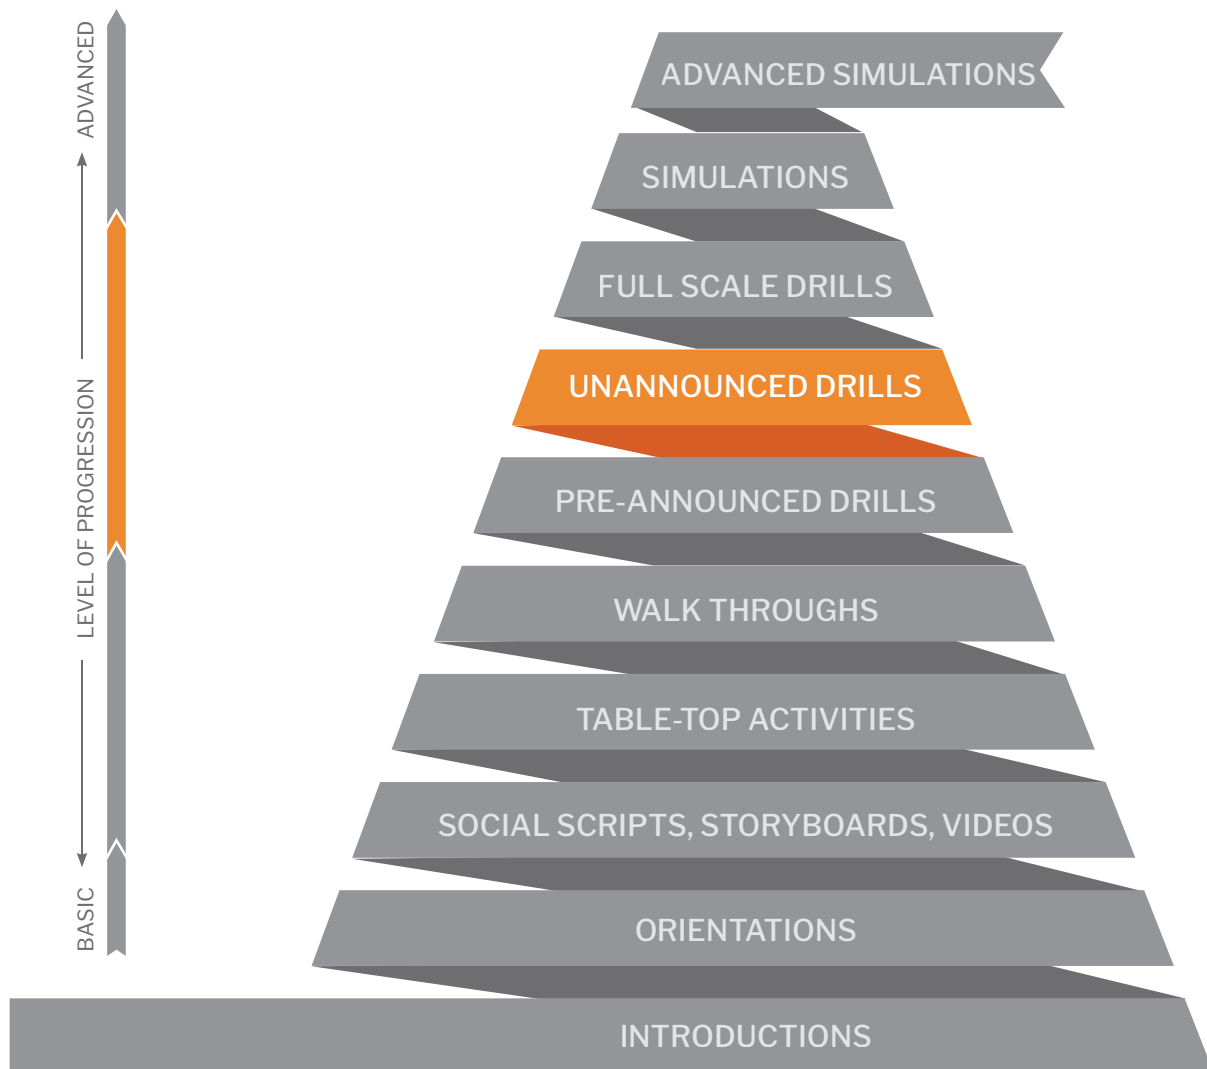 ADVANCED
LEVEL OF PROGRESSION
BASIC
ADVANCED SIMULATIONS
SIMULATIONS
FULL SCALE DRILLS
UNANNOUNCED DRILLS
PRE-ANNOUNCED DRILLS
WALK THROUGHS
TABLE-TOP ACTIVITIES
SOCIAL SCRIPTS, STORYBOARDS, VIDEOS
ORIENTATIONS
INTRODUCTIONS